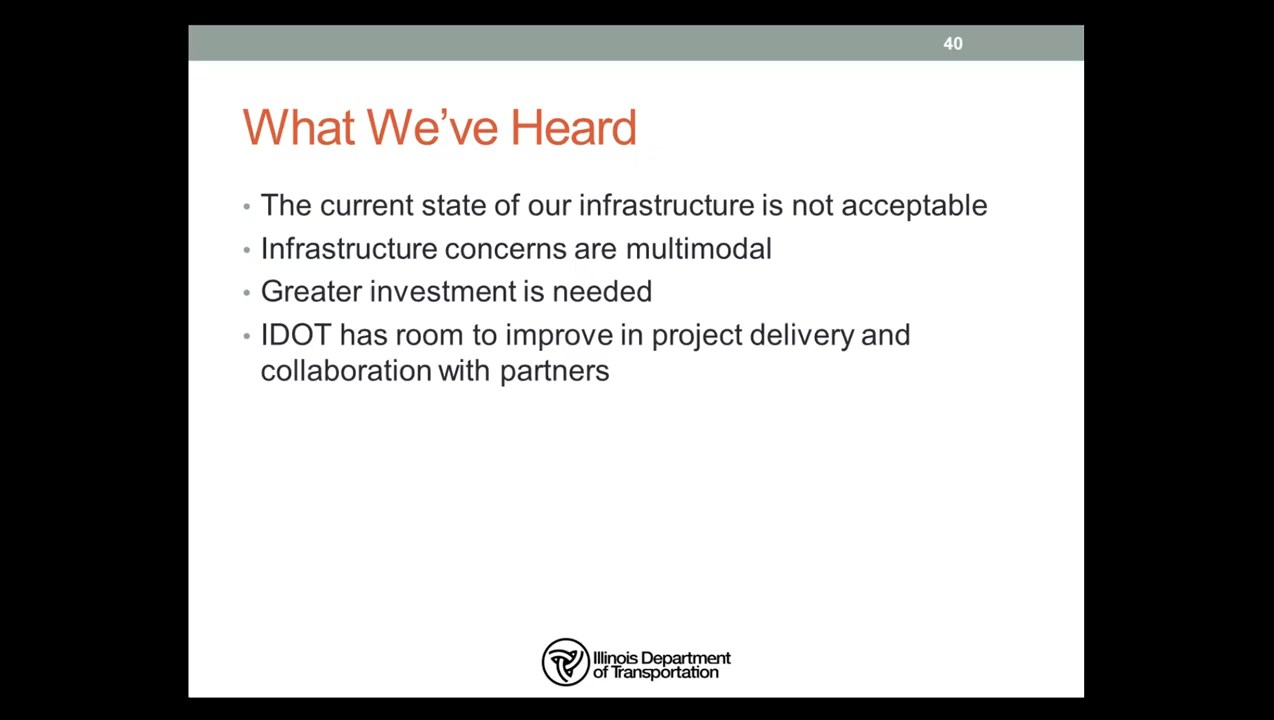 40
What We’ve Heard
• The current state of our infrastructure is not acceptable
• Infrastructure concerns are multimodal
• Greater investment is needed
• IDOT has room to improve in project delivery and
collaboration with partners
Illinois Department
of Transportation